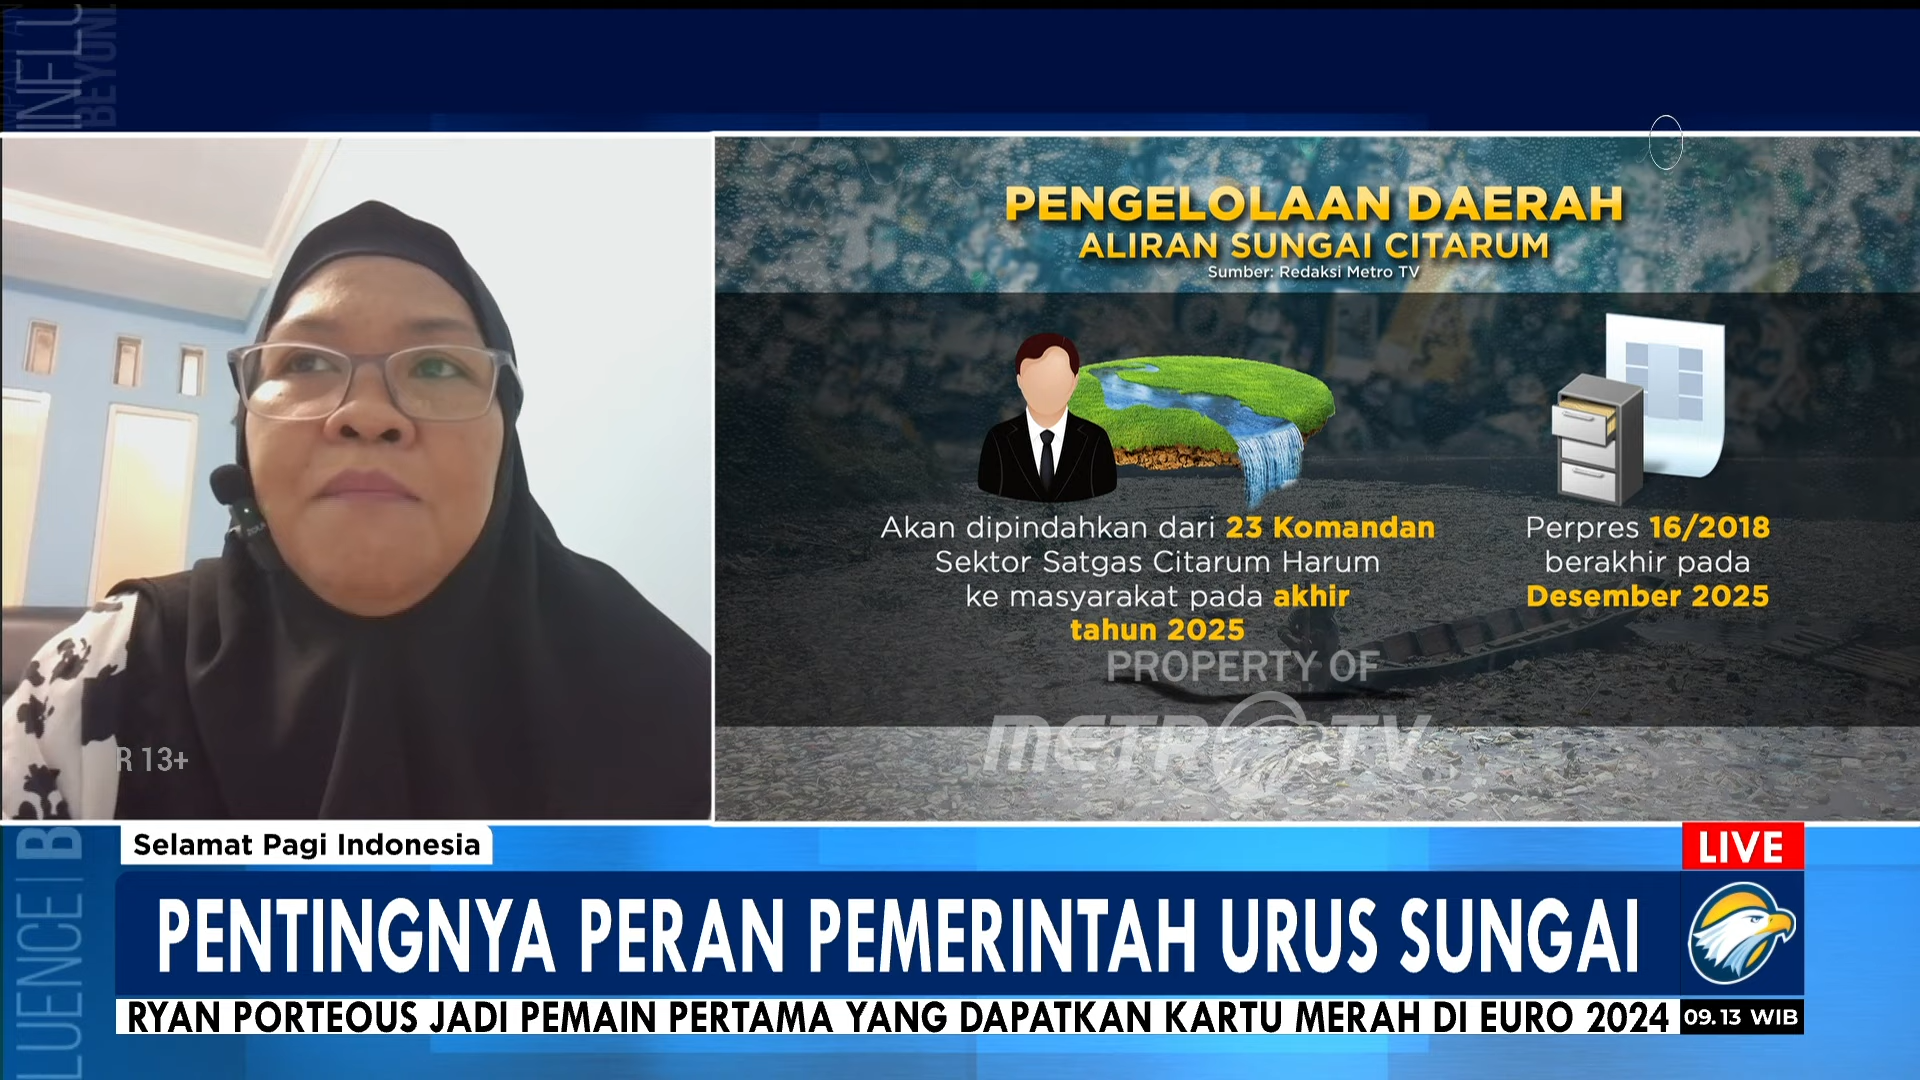 INFLU
BEYON
PENGELOLAAN DAERAH
ALIRAN SUNGAI CITARUM
Sumber: Redaksi Metro TV
Akan dipindahkan dari 23 Komandan
Sektor Satgas Citarum Harum
ke masyarakat pada akhir
tahun 2025
Perpres 16/2018
berakhir pada
Desember 2025
PROPERTY OF
METRO TV
R 13+
LUENCE | B
Selamat Pagi Indonesia
LIVE
PENTINGNYA PERAN PEMERINTAH URUS SUNGAI
RYAN PORTEOUS JADI PEMAIN PERTAMA YANG DAPATKAN KARTU MERAH DI EURO 2024
09.13 WIB